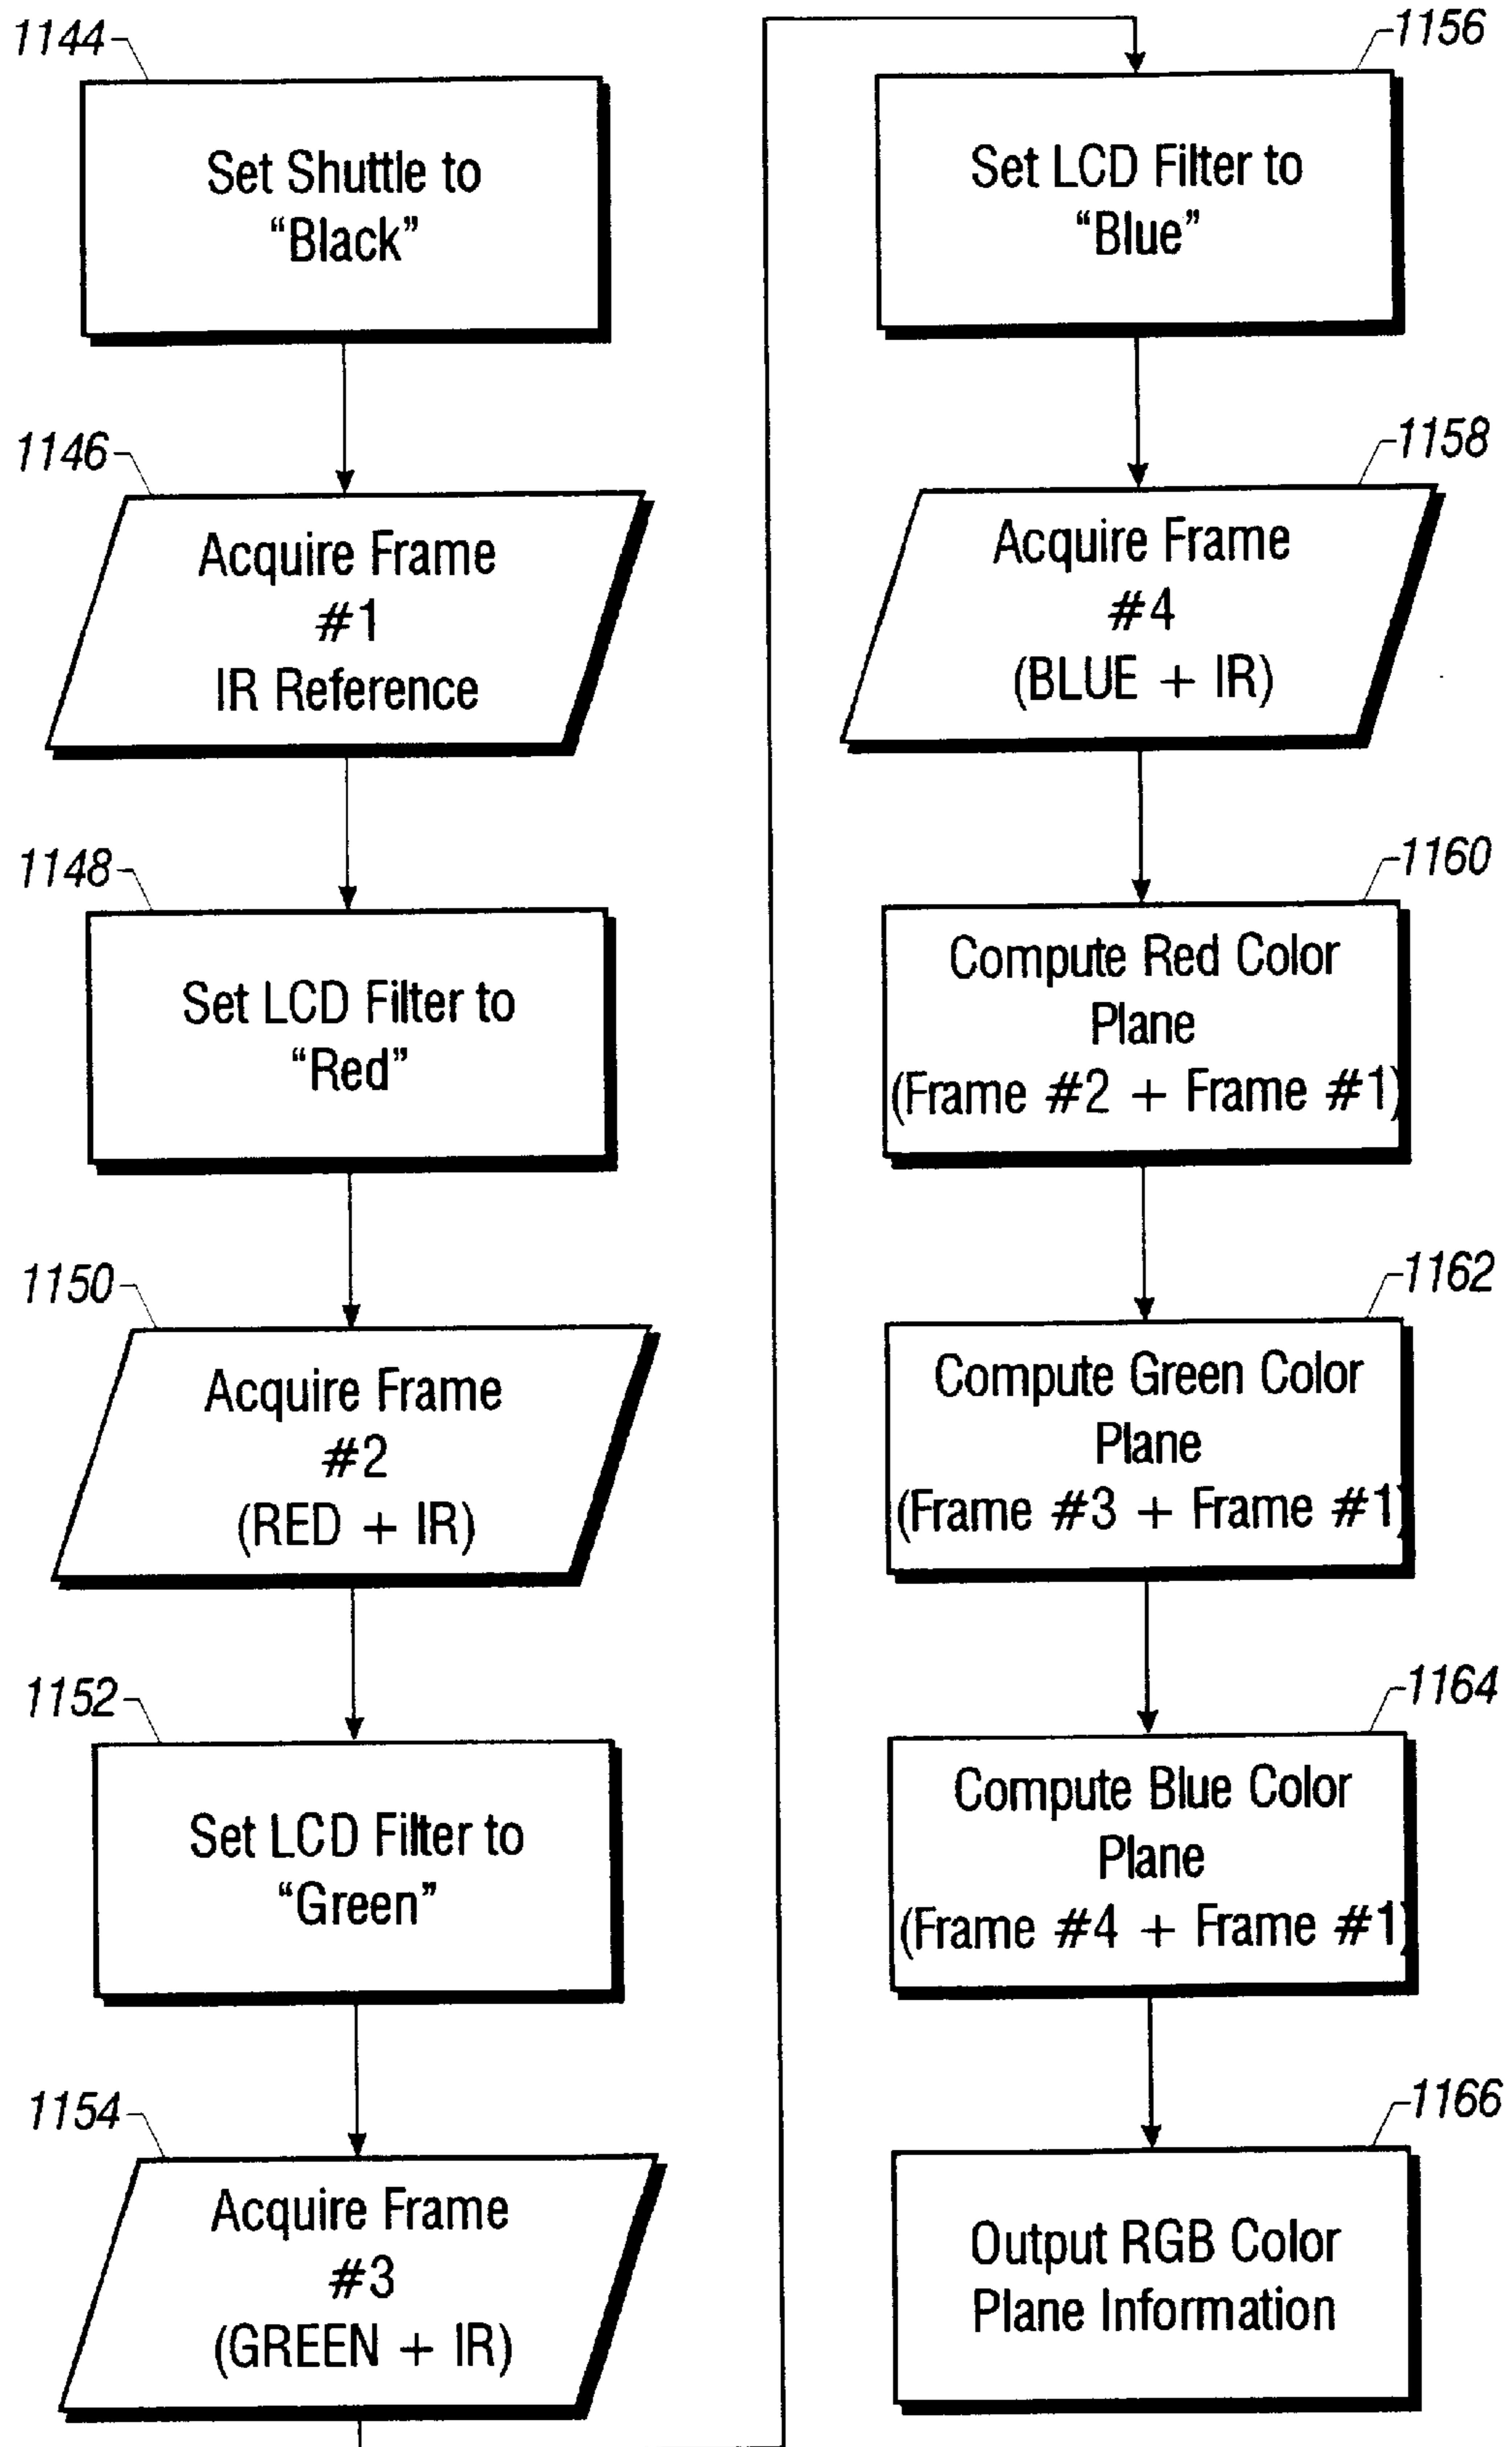 1144
Set Shuttle to
“Black”
1146
Acquire Frame
#1
IR Reference
1148
Set LCD Filter to
“Red”
1150
Acquire Frame
#2
(RED + IR)
1152
Set LCD Filter to
“Green”
1154
Acquire Frame
#3
(GREEN + IR)
1156
Set LCD Filter to
“Blue”
1158
Acquire Frame
#4
(BLUE + IR)
1160
Compute Red Color
Plane
(Frame #2 + Frame #1)
1162
Compute Green Color
Plane
(Frame #3 + Frame #1)
1164
Compute Blue Color
Plane
(Frame #4 + Frame #1)
1166
Output RGB Color
Plane Information